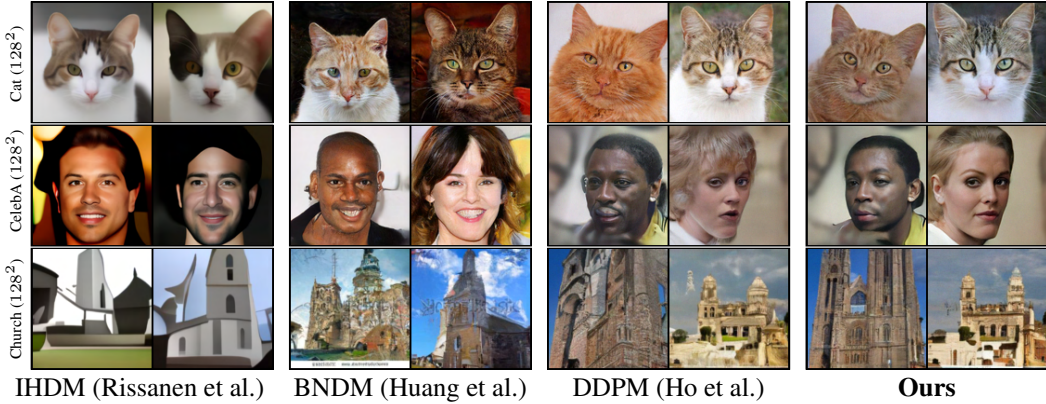 Cat (128²)
CelebA (128²)
Church (128²)
IHDM (Rissanen et al.)
BNDM (Huang et al.)
DDPM (Ho et al.)
Ours